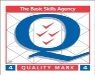 The Basic Skills Agency
4 QUALITY MARK 4